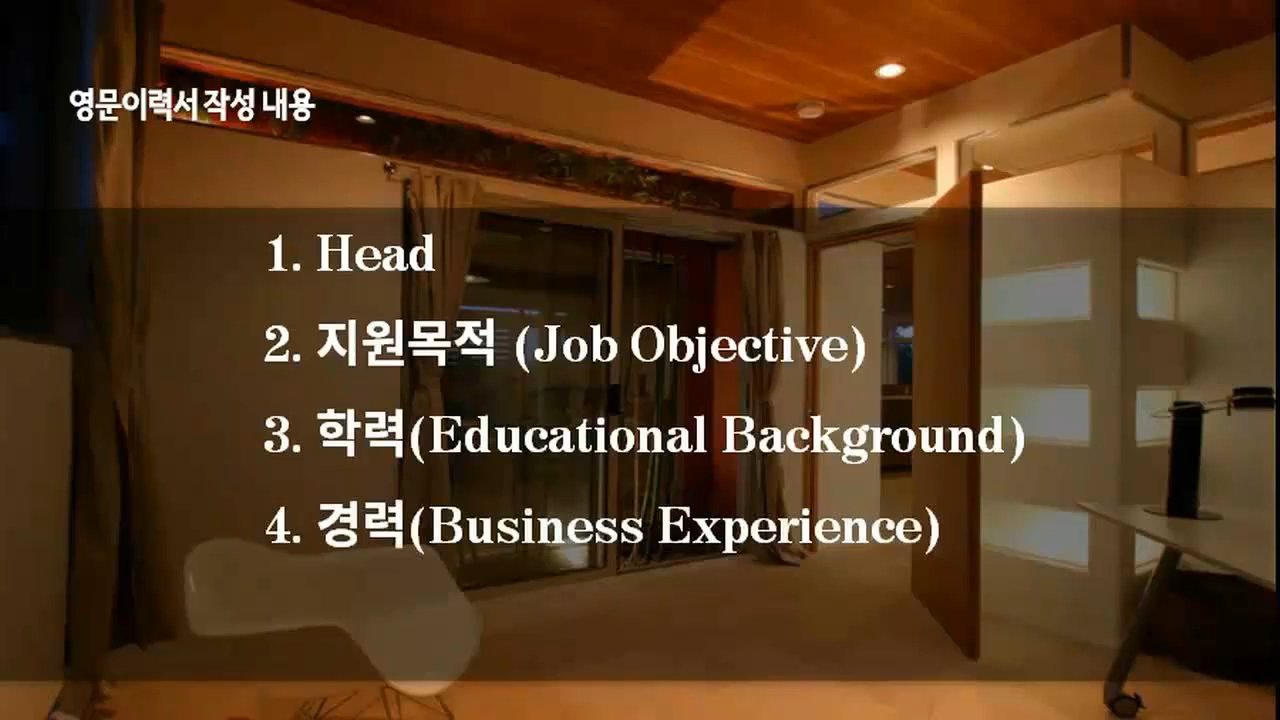 영문이력서 작성 내용
1. Head
2. 지원목적 (Job Objective)
3. 학력(Educational Background)
4. 경력(Business Experience)